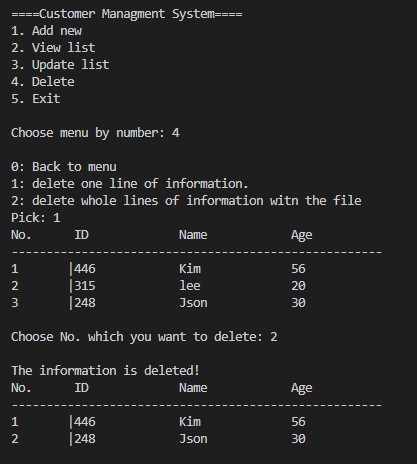 ====Customer Managment System====
1. Add new
2. View list
3. Update list
4. Delete
5. Exit
Choose menu by number: 4
0: Back to menu
1: delete one line of information.
2: delete whole lines of information witn the file
Pick: 1
No. ID Name Age
-----------------------------------------------------
1 |446 Kim 56
2 |315 lee 20
3 |248 Json 30
Choose No. which you want to delete: 2
The information is deleted!
No. ID Name Age
-----------------------------------------------------
1 |446 Kim 56
2 |248 Json 30